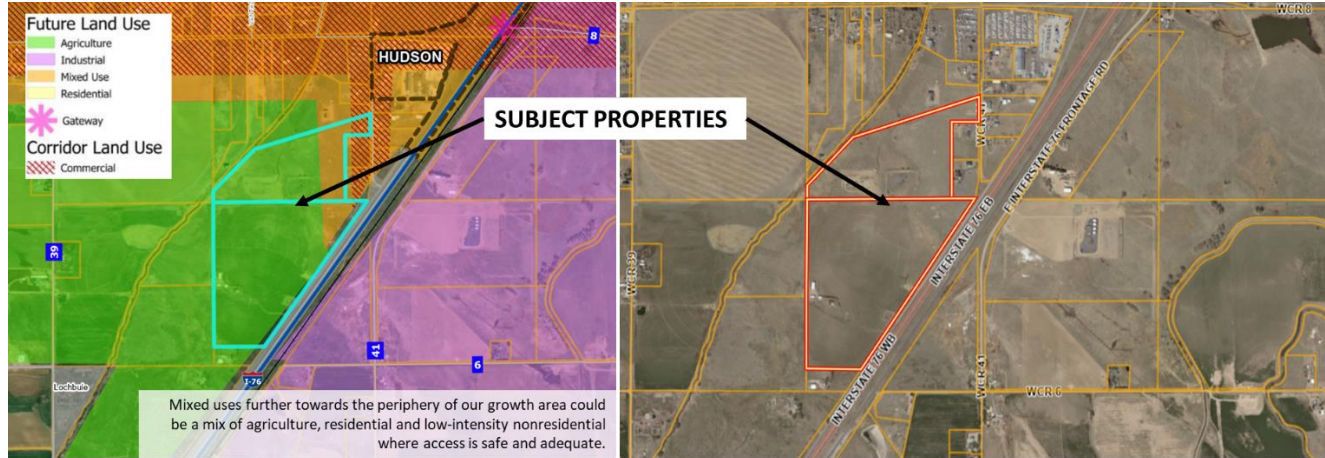 Future Land Use
Agriculture
Industrial
Mixed Use
Residential
Gateway
Corridor Land Use
Commercial
HUDSON
8
SUBJECT PROPERTIES
39
41
6
I-76
Lochbuie
Mixed uses further towards the periphery of our growth area could
be a mix of agriculture, residential and low-intensity nonresidential
where access is safe and adequate.
WCR 8
WCR 41
E INTERSTATE 76 FRONTAGE RD
INTERSTATE 76 EB
WCR 39
INTERSTATE 76 WB
WCR 41
WCR 6